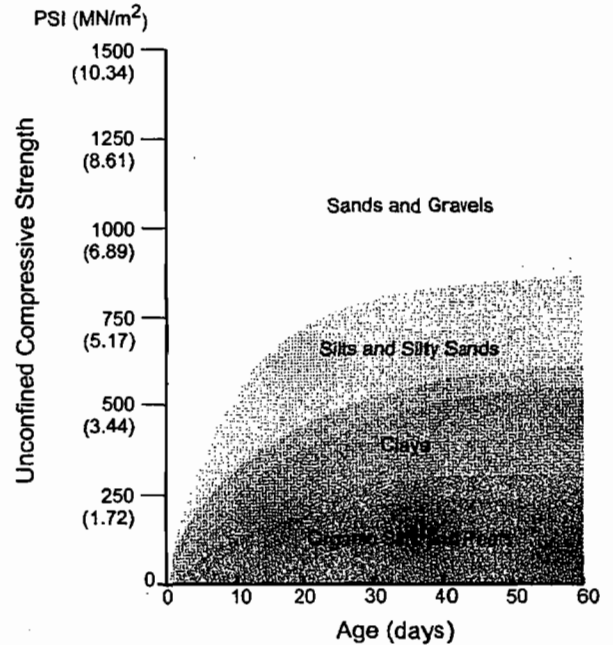 PSI (MN/m²)
1500
(10.34)
1250
(8.61)
1000
(6.89)
750
(5.17)
500
(3.44)
250
(1.72)
0
Unconfined Compressive Strength
Sands and Gravels
Silts and Silty Sands
Clays
Organic
0 10 20 30 40 50 60
Age (days)